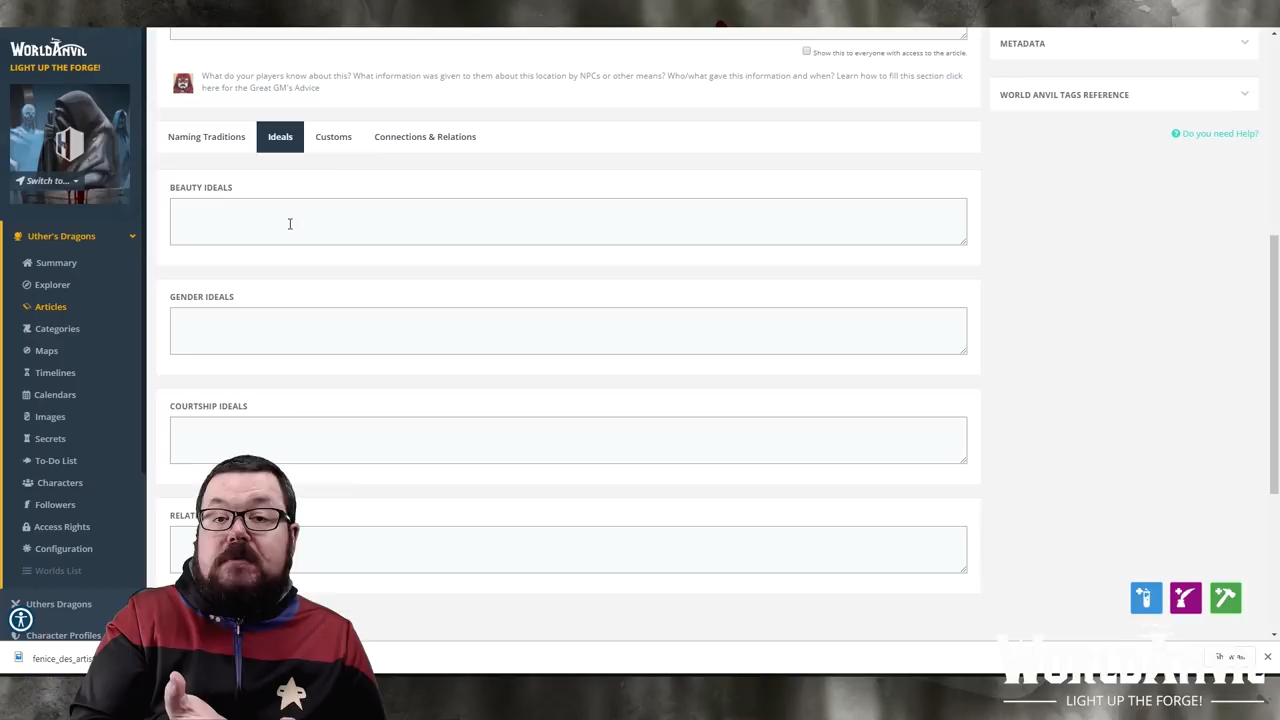 WORLDANVIL
LIGHT UP THE FORGE!
Switch to...
Uther's Dragons
Summary
Explorer
Articles
Categories
Maps
Timelines
Calendars
Images
Secrets
To-Do List
Characters
Followers
Access Rights
Configuration
Worlds List
Uthers Dragons
Character Profiles
fenice_des_artis
Show this to everyone with access to the article.
What do your players know about this? What information was given to them about this location by NPCs or other means? Who/what gave this information and when? Learn how to fill this section click
here for the Great GM's Advice
Naming Traditions
Ideals
Customs
Connections & Relations
BEAUTY IDEALS
GENDER IDEALS
COURTSHIP IDEALS
RELAT
METADATA
WORLD ANVIL TAGS REFERENCE
Do you need Help?
WORLDANVIL
LIGHT UP THE FORGE!